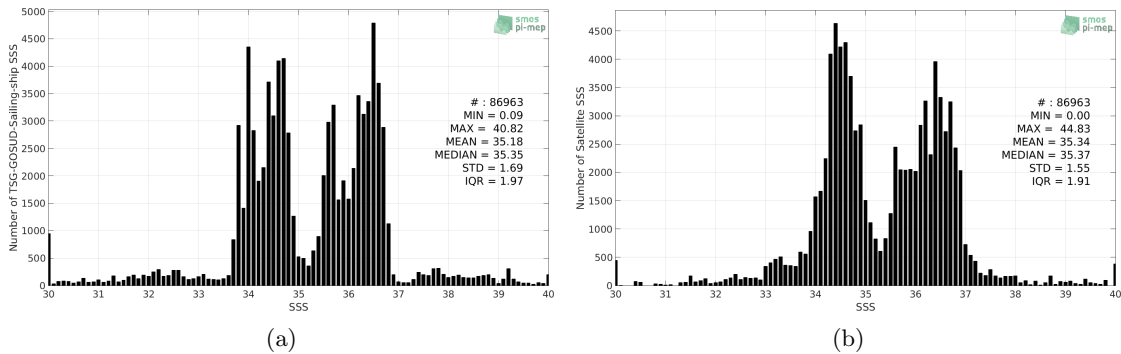 Number of TSG-GOSUD-Sailing-ship SSS
5000
4500
4000
3500
3000
2500
2000
1500
1000
500
0
30 31 32 33 34 35 36 37 38 39 40
SSS
smos
pi-mep
# : 86963
MIN = 0.09
MAX = 40.82
MEAN = 35.18
MEDIAN = 35.35
STD = 1.69
IQR = 1.97
(a)
Number of Satellite SSS
4500
4000
3500
3000
2500
2000
1500
1000
500
0
30 31 32 33 34 35 36 37 38 39 40
SSS
smos
pi-mep
# : 86963
MIN = 0.00
MAX = 44.83
MEAN = 35.34
MEDIAN = 35.37
STD = 1.55
IQR = 1.91
(b)